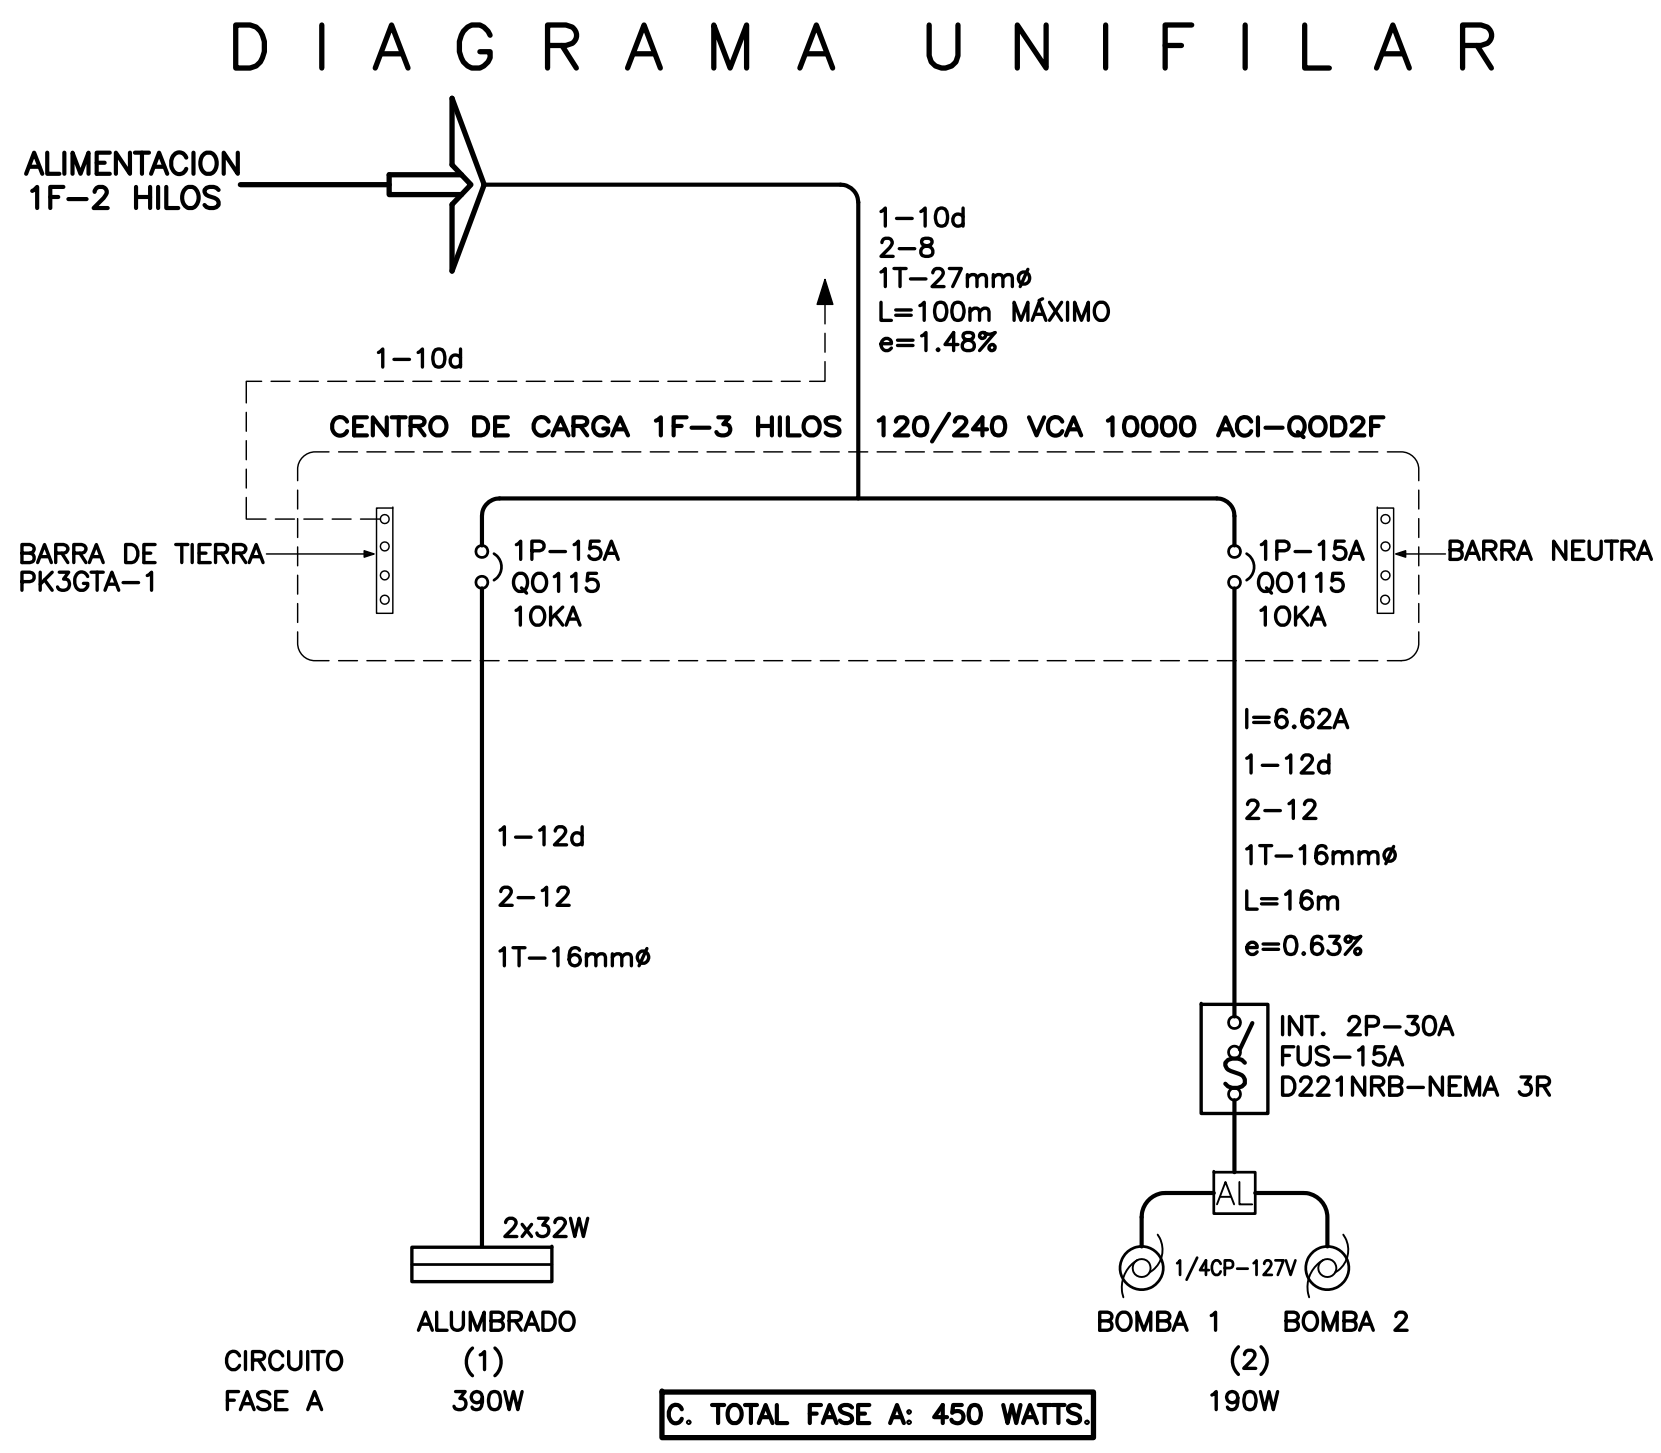 DIAGRAMA UNIFILAR
ALIMENTACION
1F-2 HILOS
1-10d
2-8
1T-27mmø
L=100m MÁXIMO
e=1.48%
1-10d
CENTRO DE CARGA 1F-3 HILOS 120/240 VCA 10000 ACI-QOD2F
BARRA DE TIERRA
PK3GTA-1
1P-15A
QO115
10KA
1P-15A
QO115
10KA
BARRA NEUTRA
1-12d
2-12
1T-16mmø
I=6.62A
1-12d
2-12
1T-16mmø
L=16m
e=0.63%
INT. 2P-30A
FUS-15A
D221NRB-NEMA 3R
AL
2x32W
1/4CP-127V
ALUMBRADO
BOMBA 1
BOMBA 2
CIRCUITO (1) (2)
FASE A 390W 190W
C. TOTAL FASE A: 450 WATTS.